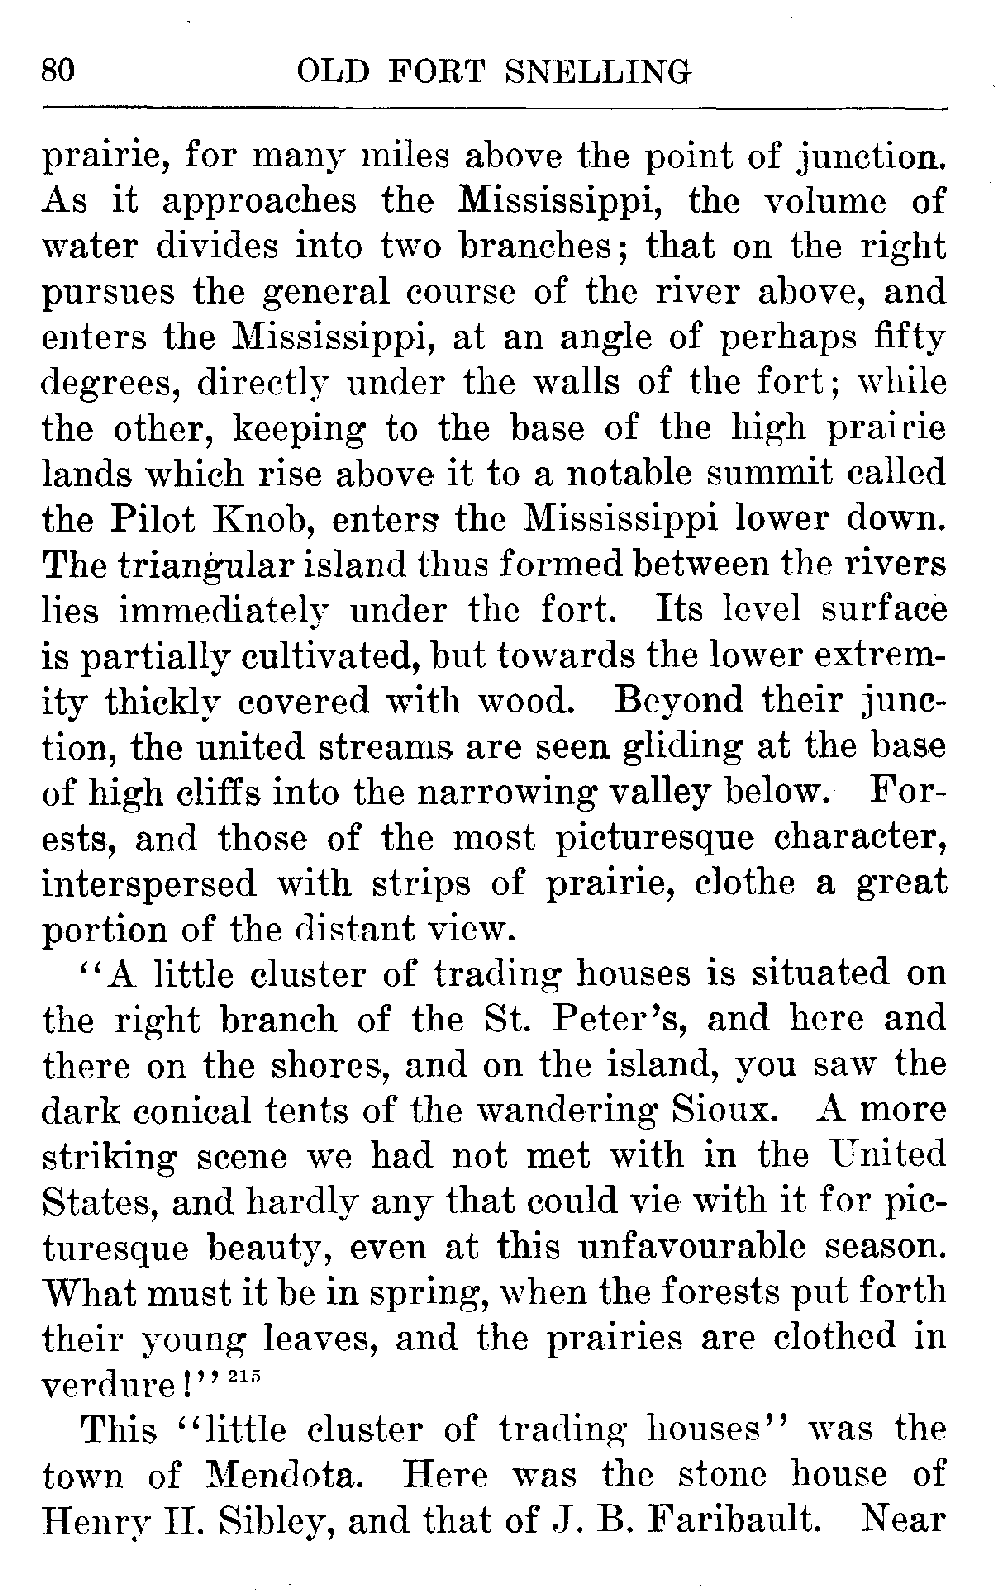 80 OLD FORT SNELLING
prairie, for many miles above the point of junction.
As it approaches the Mississippi, the volume of
water divides into two branches; that on the right
pursues the general course of the river above, and
enters the Mississippi, at an angle of perhaps fifty
degrees, directly under the walls of the fort; while
the other, keeping to the base of the high prairie
lands which rise above it to a notable summit called
the Pilot Knob, enters the Mississippi lower down.
The triangular island thus formed between the rivers
lies immediately under the fort. Its level surface
is partially cultivated, but towards the lower extrem-
ity thickly covered with wood. Beyond their junc-
tion, the united streams are seen gliding at the base
of high cliffs into the narrowing valley below. For-
ests, and those of the most picturesque character,
interspersed with strips of prairie, clothe a great
portion of the distant view.
"A little cluster of trading houses is situated on
the right branch of the St. Peter's, and here and
there on the shores, and on the island, you saw the
dark conical tents of the wandering Sioux. A more
striking scene we had not met with in the United
States, and hardly any that could vie with it for pic-
turesque beauty, even at this unfavourable season.
What must it be in spring, when the forests put forth
their young leaves, and the prairies are clothed in
verdure!" 215
This "little cluster of trading houses" was the
town of Mendota. Here was the stone house of
Henry H. Sibley, and that of J. B. Faribault. Near